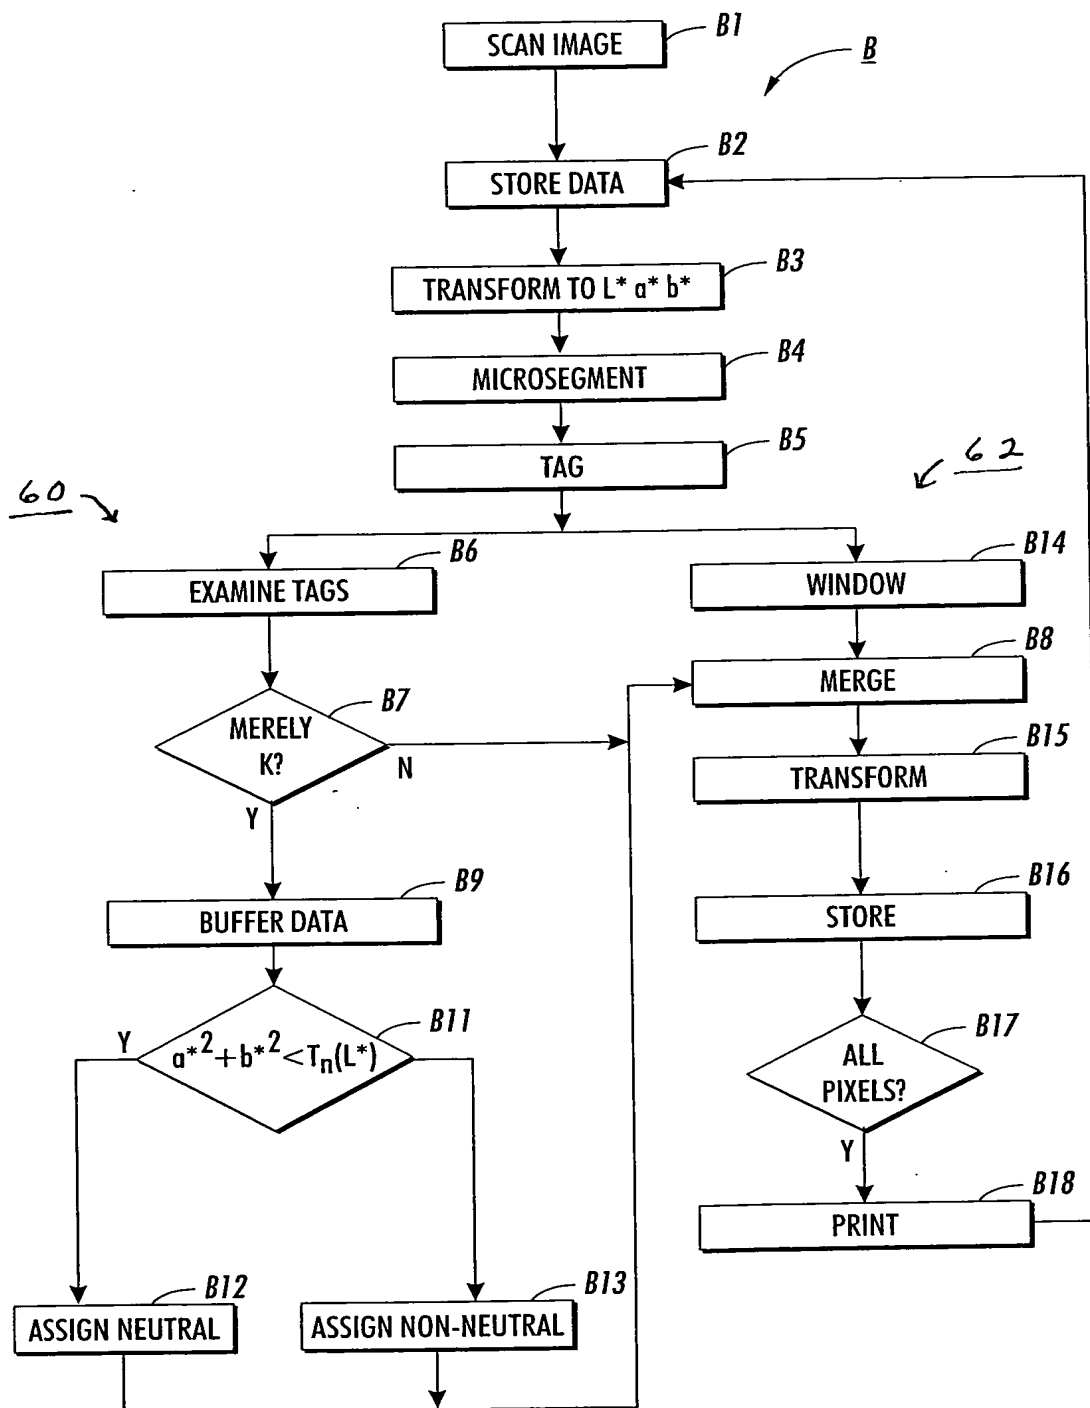 B1
SCAN IMAGE
B
B2
STORE DATA
B3
TRANSFORM TO L* a* b*
B4
MICROSEGMENT
B5
TAG
60
62
B6
EXAMINE TAGS
B14
WINDOW
B8
MERGE
B7
MERELY
K?
N
Y
B15
TRANSFORM
B9
BUFFER DATA
B16
STORE
B11
Y
a*²+b*²<Tn(L*)
B17
ALL
PIXELS?
Y
B18
PRINT
B12
ASSIGN NEUTRAL
B13
ASSIGN NON-NEUTRAL